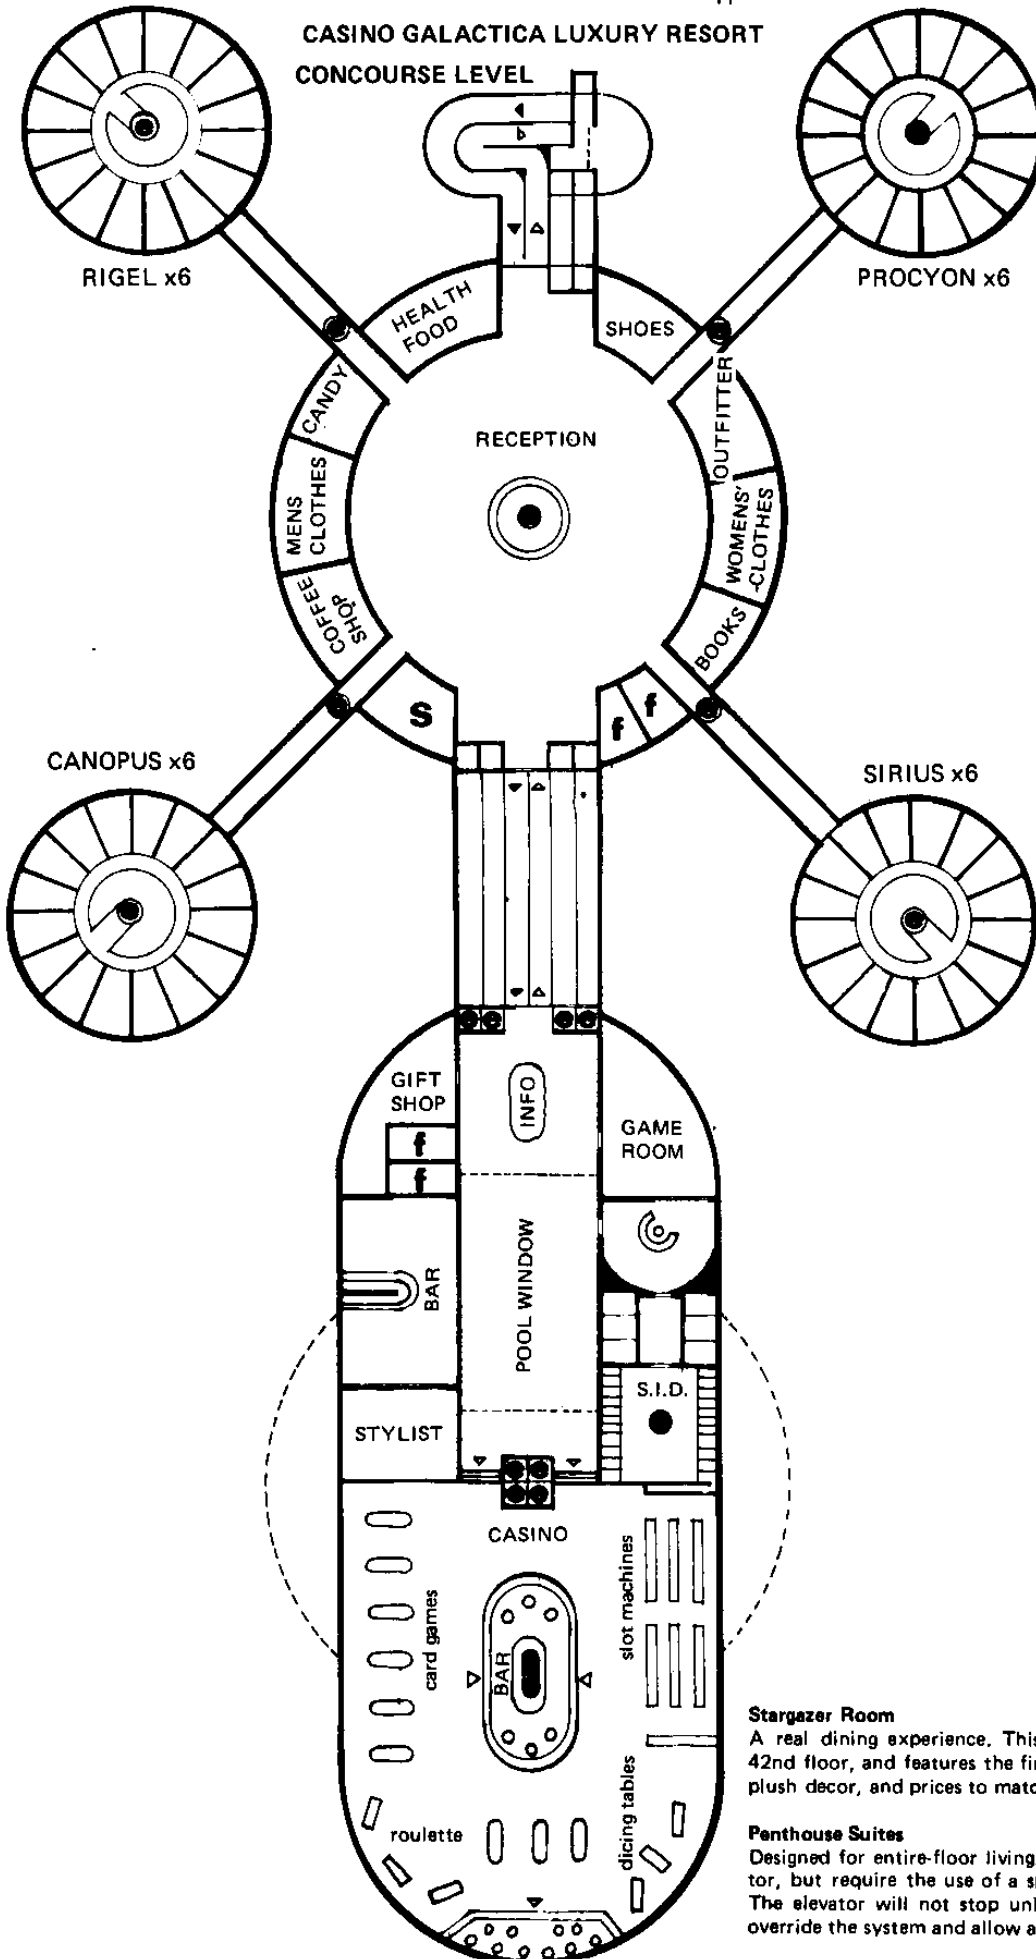 CASINO GALACTICA LUXURY RESORT
CONCOURSE LEVEL
RIGEL x6
PROCYON x6
HEALTH
FOOD
SHOES
CANDY
OUTFITTER
RECEPTION
MENS
CLOTHES
WOMENS'
-CLOTHES
COFFEE
SHOP
BOOKS
S
f
f
CANOPUS x6
SIRIUS x6
GIFT
SHOP
INFO
f
f
GAME
ROOM
BAR
POOL WINDOW
S.I.D.
STYLIST
CASINO
card games
BAR
slot machines
dicing tables
roulette
Stargazer Room
A real dining experience. This
42nd floor, and features the
plush decor, and prices to
Penthouse Suites
Designed for entire-floor living
tor, but require the use of a
The elevator will not stop
override the system and allow